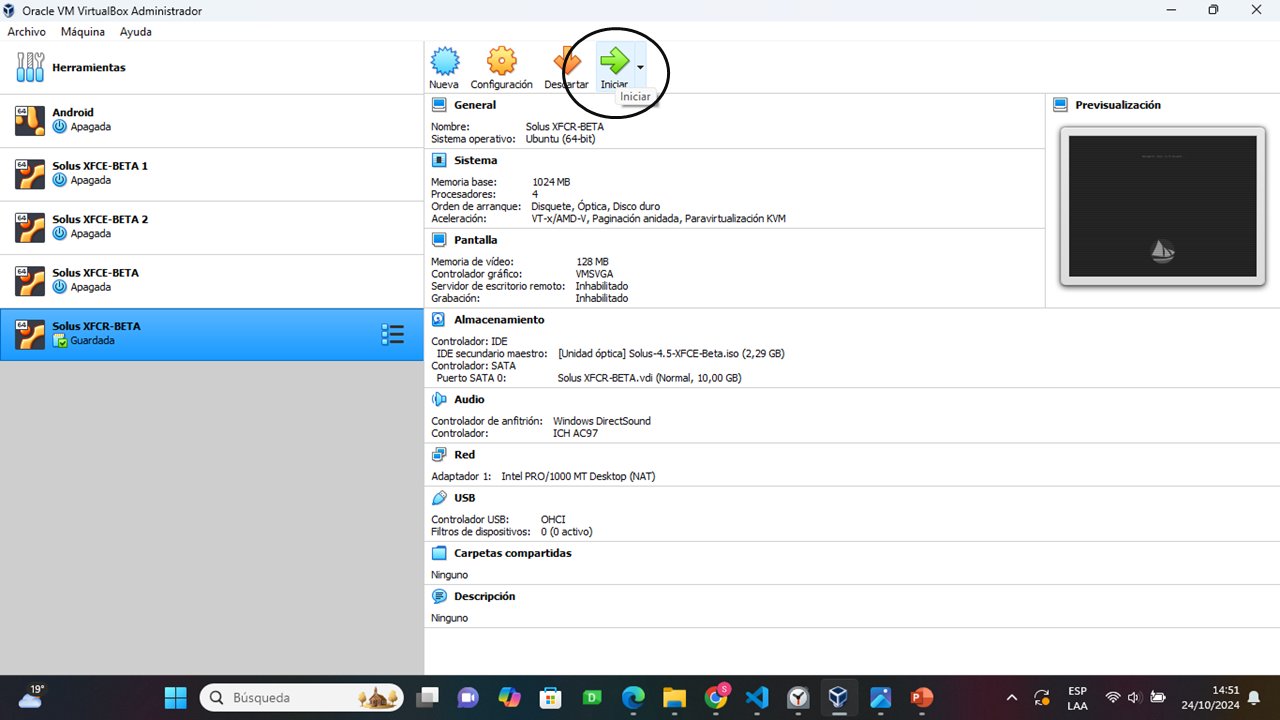 Oracle VM VirtualBox Administrador
Archivo Máquina Ayuda
Herramientas
Android
Apagada
Solus XFCE-BETA 1
Apagada
Solus XFCE-BETA 2
Apagada
Solus XFCE-BETA
Apagada
Solus XFCR-BETA
Guardada
Nueva Configuración Descartar Iniciar
Iniciar
General
Nombre: Solus XFCR-BETA
Sistema operativo: Ubuntu (64-bit)
Sistema
Memoria base: 1024 MB
Procesadores: 4
Orden de arranque: Disquete, Óptica, Disco duro
Aceleración: VT-x/AMD-V, Paginación anidada, Paravirtualización KVM
Pantalla
Memoria de vídeo: 128 MB
Controlador gráfico: VMSVGA
Servidor de escritorio remoto: Inhabilitado
Grabación: Inhabilitado
Almacenamiento
Controlador: IDE
IDE secundario maestro: [Unidad óptica] Solus-4.5-XFCE-Beta.iso (2,29 GB)
Controlador: SATA
Puerto SATA 0: Solus XFCR-BETA.vdi (Normal, 10,00 GB)
Audio
Controlador de anfitrión: Windows DirectSound
Controlador: ICH AC97
Red
Adaptador 1: Intel PRO/1000 MT Desktop (NAT)
USB
Controlador USB: OHCI
Filtros de dispositivos: 0 (0 activo)
Carpetas compartidas
Ninguno
Descripción
Ninguno
Previsualización
64
64
64
64
64
19°
Búsqueda
ESP
LAA
14:51
24/10/2024